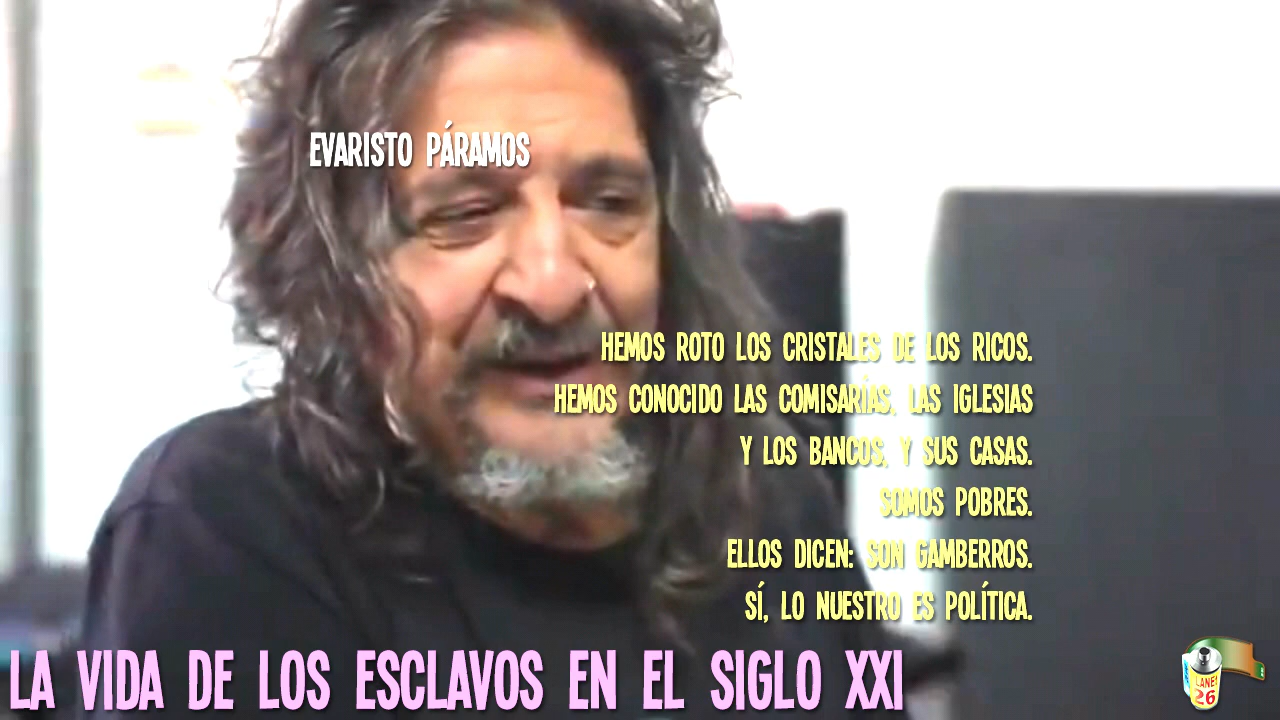 EVARISTO PÁRAMOS
HEMOS ROTO LOS CRISTALES DE LOS RICOS.
HEMOS CONOCIDO LAS COMISARÍAS, LAS IGLESIAS
Y LOS BANCOS, Y SUS CASAS.
SOMOS POBRES.
ELLOS DICEN: SON GAMBERROS.
SÍ, LO NUESTRO ES POLÍTICA.
LA VIDA DE LOS ESCLAVOS EN EL SIGLO XXI
26